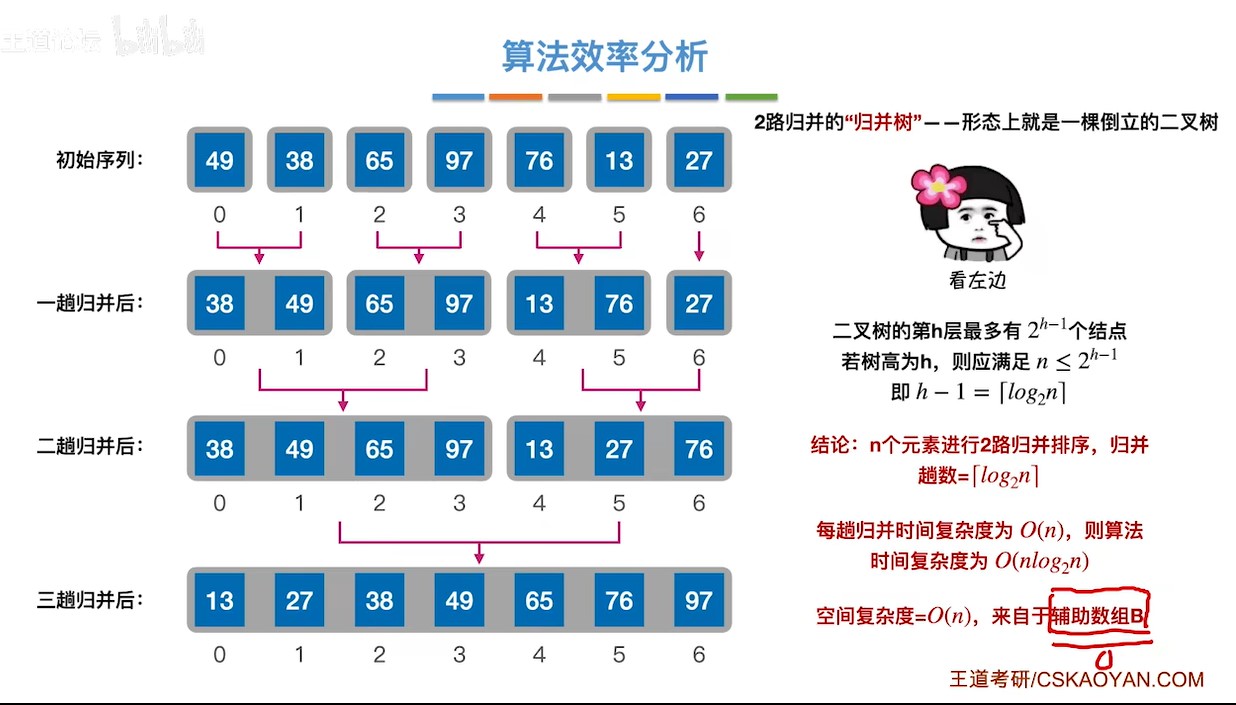 王道论坛 bilibili
算法效率分析
2路归并的“归并树”——形态上就是一棵倒立的二叉树
初始序列： 49 38 65 97 76 13 27
0 1 2 3 4 5 6
看左边
一趟归并后： 38 49 65 97 13 76 27
0 1 2 3 4 5 6
二叉树的第h层最多有 2^{h−1}个结点
若树高为h，则应满足 n ≤ 2^{h−1}
即 h − 1 = ⌈log₂n⌉
二趟归并后： 38 49 65 97 13 27 76
0 1 2 3 4 5 6
结论：n个元素进行2路归并排序，归并
趟数=⌈log₂n⌉
每趟归并时间复杂度为 O(n)，则算法
时间复杂度为 O(nlog₂n)
三趟归并后： 13 27 38 49 65 76 97
0 1 2 3 4 5 6
空间复杂度=O(n)，来自于辅助数组B
王道考研/CSKAOYAN.COM